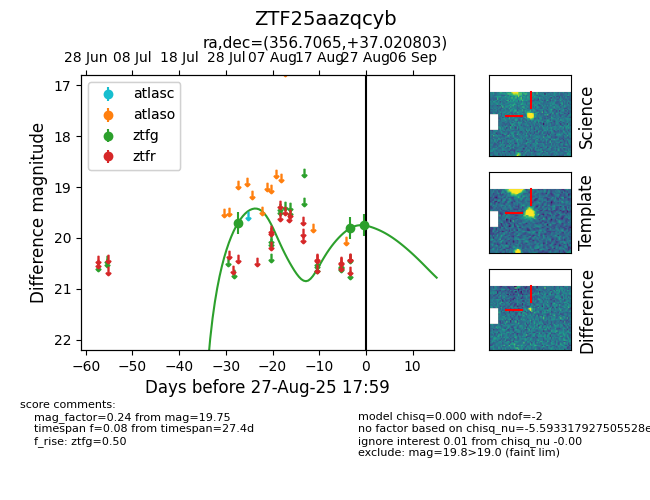 ZTF25aazqcyb
ra,dec=(356.7065,+37.020803)
28 Jun 08 Jul 18 Jul 28 Jul 07 Aug 17 Aug 27 Aug 06 Sep
atlasc
atlaso
ztfg
ztfr
17
18
19
20
21
22
Difference magnitude
−60 −50 −40 −30 −20 −10 0 10
Days before 27-Aug-25 17:59
Science
Template
Difference
score comments:
mag_factor=0.24 from mag=19.75
timespan f=0.08 from timespan=27.4d
f_rise: ztfg=0.50
model chisq=0.000 with ndof=-2
no factor based on chisq_nu=-5.593317927505528e
ignore interest 0.01 from chisq_nu -0.00
exclude: mag=19.8>19.0 (faint lim)